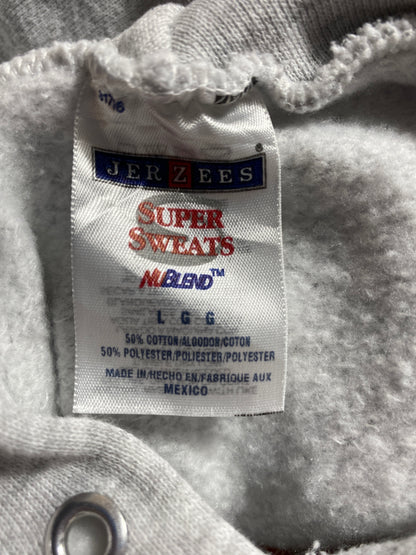 JERZEES®
SUPER
SWEATS
NUBLEND™
L G G
50% COTTON/ALGODON/COTON
50% POLYESTER/POLIESTER/POLYESTER
MADE IN/HECHO EN/FABRIQUE AUX
MEXICO